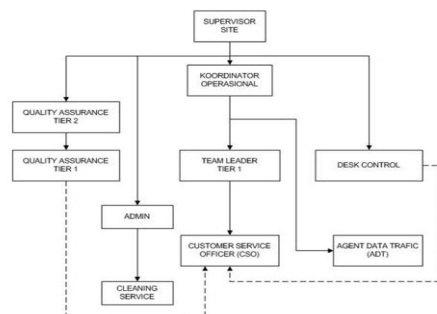 SUPERVISOR
SITE
KOORDINATOR
OPERASIONAL
QUALITY ASSURANCE
TIER 2
QUALITY ASSURANCE
TIER 1
TEAM LEADER
TIER 1
DESK CONTROL
ADMIN
CUSTOMER SERVICE
OFFICER (CSO)
AGENT DATA TRAFIC
(ADT)
CLEANING
SERVICE